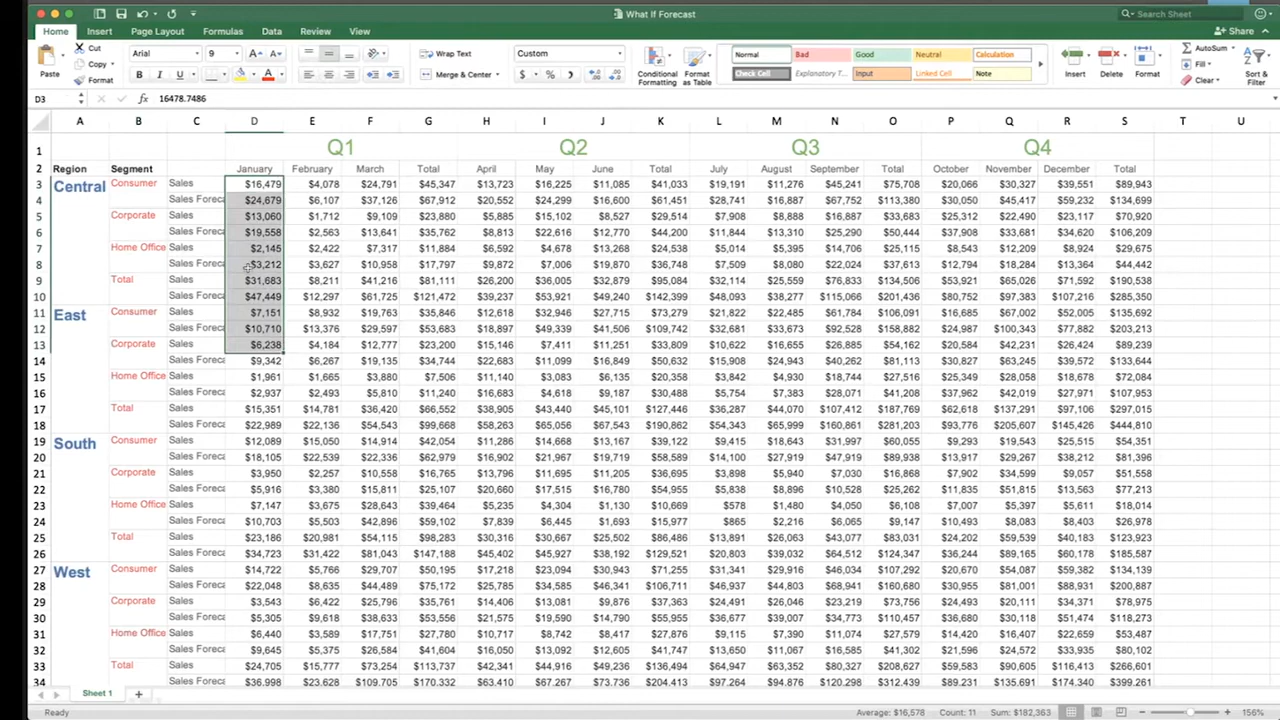 What If Forecast
Search Sheet
Home Insert Page Layout Formulas Data Review View
Share
Paste Cut Copy Format
Arial 9
B I U
Wrap Text
Merge & Center
Custom
$ % )
Conditional Formatting Format as Table
Normal Bad Good Neutral Calculation
Check Cell Explanatory T... Input Linked Cell Note
Insert Delete Format
AutoSum Fill Clear
Sort & Filter
D3 fx 16478.7486
A B C D E F G H I J K L M N O P Q R S T U
1 Q1 Q2 Q3 Q4
2 Region Segment January February March Total April May June Total July August September Total October November December Total
3 Central Consumer Sales $16,479 $4,078 $24,791 $45,347 $13,723 $16,225 $11,085 $41,033 $19,191 $11,276 $45,241 $75,708 $20,066 $30,327 $39,551 $89,943
4 Sales Foreca $24,679 $6,107 $37,126 $67,912 $20,552 $24,299 $16,600 $61,451 $28,741 $16,887 $67,752 $113,380 $30,050 $45,417 $59,232 $134,699
5 Corporate Sales $13,060 $1,712 $9,109 $23,880 $5,885 $15,102 $8,527 $29,514 $7,908 $8,888 $16,887 $33,683 $25,312 $22,490 $23,117 $70,920
6 Sales Foreca $19,558 $2,563 $13,641 $35,762 $8,813 $22,616 $12,770 $44,200 $11,844 $13,310 $25,290 $50,444 $37,908 $33,681 $34,620 $106,209
7 Home Office Sales $2,145 $2,422 $7,317 $11,884 $6,592 $4,678 $13,268 $24,538 $5,014 $5,395 $14,706 $25,115 $8,543 $12,209 $8,924 $29,675
8 Sales Foreca $3,212 $3,627 $10,958 $17,797 $9,872 $7,006 $19,870 $36,748 $7,509 $8,080 $22,024 $37,613 $12,794 $18,284 $13,364 $44,442
9 Total Sales $31,683 $8,211 $41,216 $81,110 $26,200 $36,005 $32,879 $95,084 $32,114 $25,559 $76,833 $134,506 $53,921 $65,026 $71,592 $190,538
10 Sales Foreca $47,449 $12,297 $61,725 $121,472 $39,237 $53,921 $49,240 $142,399 $48,093 $38,277 $115,066 $201,436 $80,752 $97,383 $107,216 $285,350
11 East Consumer Sales $7,151 $8,932 $19,763 $35,846 $12,618 $32,946 $27,715 $73,279 $21,822 $22,485 $61,784 $106,091 $16,685 $67,002 $52,005 $135,692
12 Sales Foreca $10,710 $13,376 $29,597 $53,683 $18,897 $49,339 $41,506 $109,742 $32,681 $33,673 $92,528 $158,882 $24,987 $100,343 $77,882 $203,213
13 Corporate Sales $6,238 $4,184 $12,777 $23,200 $15,146 $7,411 $11,251 $33,809 $10,622 $16,655 $26,885 $54,162 $20,584 $42,231 $26,424 $89,239
14 Sales Foreca $9,342 $6,267 $19,135 $34,744 $22,683 $11,099 $16,849 $50,632 $15,908 $24,943 $40,262 $81,113 $30,827 $63,245 $39,572 $133,644
15 Home Office Sales $1,961 $1,665 $3,880 $7,506 $11,140 $3,083 $6,135 $20,358 $3,842 $4,930 $18,744 $27,516 $25,349 $28,058 $18,678 $72,084
16 Sales Foreca $2,937 $2,493 $5,810 $11,240 $16,683 $4,618 $9,187 $30,488 $5,754 $7,383 $28,071 $41,208 $37,962 $42,019 $27,971 $107,953
17 Total Sales $15,351 $14,781 $36,420 $66,552 $38,905 $43,440 $45,101 $127,446 $36,287 $44,070 $107,412 $187,769 $62,618 $137,291 $97,106 $297,015
18 Sales Foreca $22,989 $22,136 $54,543 $99,668 $58,263 $65,056 $67,543 $190,862 $54,343 $65,999 $160,861 $281,203 $93,776 $205,607 $145,426 $444,810
19 South Consumer Sales $12,089 $15,050 $14,914 $42,054 $11,286 $14,668 $13,167 $39,122 $9,415 $18,643 $31,997 $60,055 $9,293 $19,543 $25,515 $54,351
20 Sales Foreca $18,105 $22,539 $22,336 $62,979 $16,902 $21,967 $19,719 $58,589 $14,100 $27,919 $47,919 $89,938 $13,917 $29,267 $38,212 $81,396
21 Corporate Sales $3,950 $2,257 $10,558 $16,765 $13,796 $11,695 $11,205 $36,695 $3,898 $5,940 $7,030 $16,868 $7,902 $34,599 $9,057 $51,558
22 Sales Foreca $5,916 $3,380 $15,811 $25,107 $20,660 $17,515 $16,780 $54,955 $5,838 $8,896 $10,528 $25,262 $11,835 $51,815 $13,563 $77,213
23 Home Office Sales $7,147 $3,675 $28,643 $39,464 $5,235 $4,304 $1,130 $10,669 $578 $1,480 $4,050 $6,108 $7,007 $5,397 $5,611 $18,014
24 Sales Foreca $10,703 $5,503 $42,896 $59,102 $7,839 $6,445 $1,693 $15,977 $865 $2,216 $6,065 $9,147 $10,493 $8,083 $8,403 $26,978
25 Total Sales $23,186 $20,981 $54,115 $98,283 $30,316 $30,667 $25,502 $86,486 $13,891 $26,063 $43,077 $83,031 $24,202 $59,539 $40,182 $123,923
26 Sales Foreca $34,723 $31,422 $81,043 $147,188 $45,402 $45,927 $38,192 $129,521 $20,803 $39,032 $64,512 $124,347 $36,244 $89,165 $60,178 $185,587
27 West Consumer Sales $14,722 $5,766 $29,707 $50,195 $17,218 $23,094 $30,943 $71,255 $31,341 $29,916 $46,034 $107,292 $20,670 $54,087 $59,382 $134,139
28 Sales Foreca $22,048 $8,635 $44,489 $75,172 $25,785 $34,585 $46,341 $106,711 $46,937 $44,803 $68,941 $160,680 $30,955 $81,001 $88,931 $200,887
29 Corporate Sales $3,543 $6,422 $25,796 $35,761 $14,406 $13,081 $9,876 $37,363 $24,491 $26,046 $23,219 $73,756 $24,493 $20,111 $34,371 $78,975
30 Sales Foreca $5,305 $9,618 $38,633 $53,556 $21,575 $19,590 $14,790 $55,955 $36,677 $39,007 $34,773 $110,457 $36,680 $30,118 $51,474 $118,273
31 Home Office Sales $6,440 $3,589 $17,751 $27,780 $10,717 $8,742 $8,417 $27,876 $9,115 $7,390 $11,074 $27,579 $14,420 $16,407 $22,659 $53,487
32 Sales Foreca $9,645 $5,375 $26,584 $41,604 $16,050 $13,092 $12,605 $41,747 $13,650 $11,067 $16,585 $41,302 $21,596 $24,572 $33,935 $80,102
33 Total Sales $24,705 $15,777 $73,254 $113,737 $42,341 $44,916 $49,236 $136,494 $64,947 $63,352 $80,327 $208,627 $59,583 $90,605 $116,413 $266,601
34 Sales Foreca $36,998 $23,628 $109,705 $170,332 $63,410 $67,267 $73,736 $204,413 $97,264 $94,876 $120,298 $312,439 $89,231 $135,691 $174,340 $399,261
Sheet 1 +
Ready Average: $16,578 Count: 11 Sum: $182,363 156%